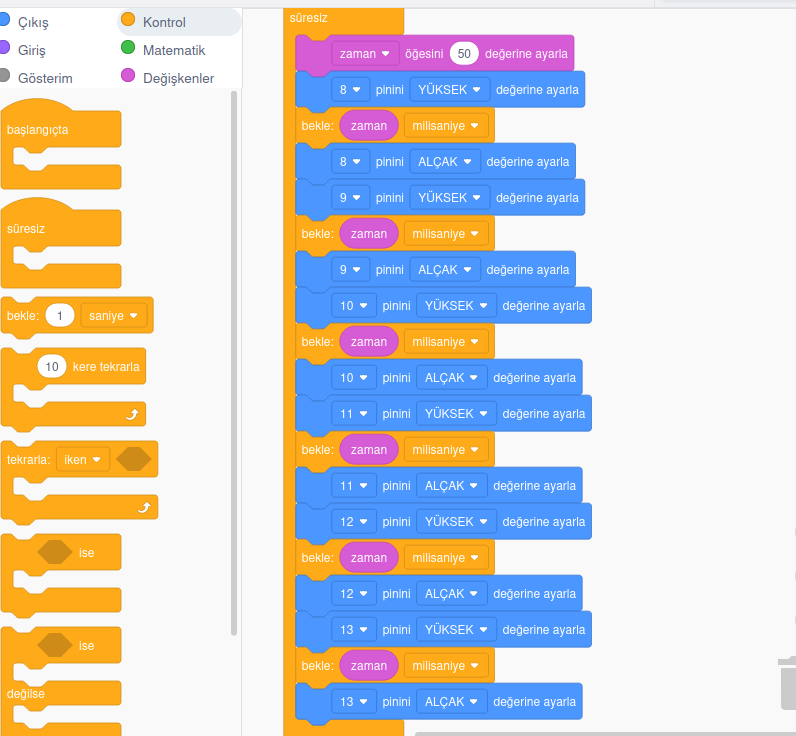 Çıkış
Kontrol
Giriş
Matematik
Gösterim
Değişkenler
başlangıçta
süresiz
bekle: 1 saniye
10 kere tekrarla
tekrarla: iken
ise
ise
değilse
süresiz
zaman öğesini 50 değerine ayarla
8 pinini YÜKSEK değerine ayarla
bekle: zaman milisaniye
8 pinini ALÇAK değerine ayarla
9 pinini YÜKSEK değerine ayarla
bekle: zaman milisaniye
9 pinini ALÇAK değerine ayarla
10 pinini YÜKSEK değerine ayarla
bekle: zaman milisaniye
10 pinini ALÇAK değerine ayarla
11 pinini YÜKSEK değerine ayarla
bekle: zaman milisaniye
11 pinini ALÇAK değerine ayarla
12 pinini YÜKSEK değerine ayarla
bekle: zaman milisaniye
12 pinini ALÇAK değerine ayarla
13 pinini YÜKSEK değerine ayarla
bekle: zaman milisaniye
13 pinini ALÇAK değerine ayarla